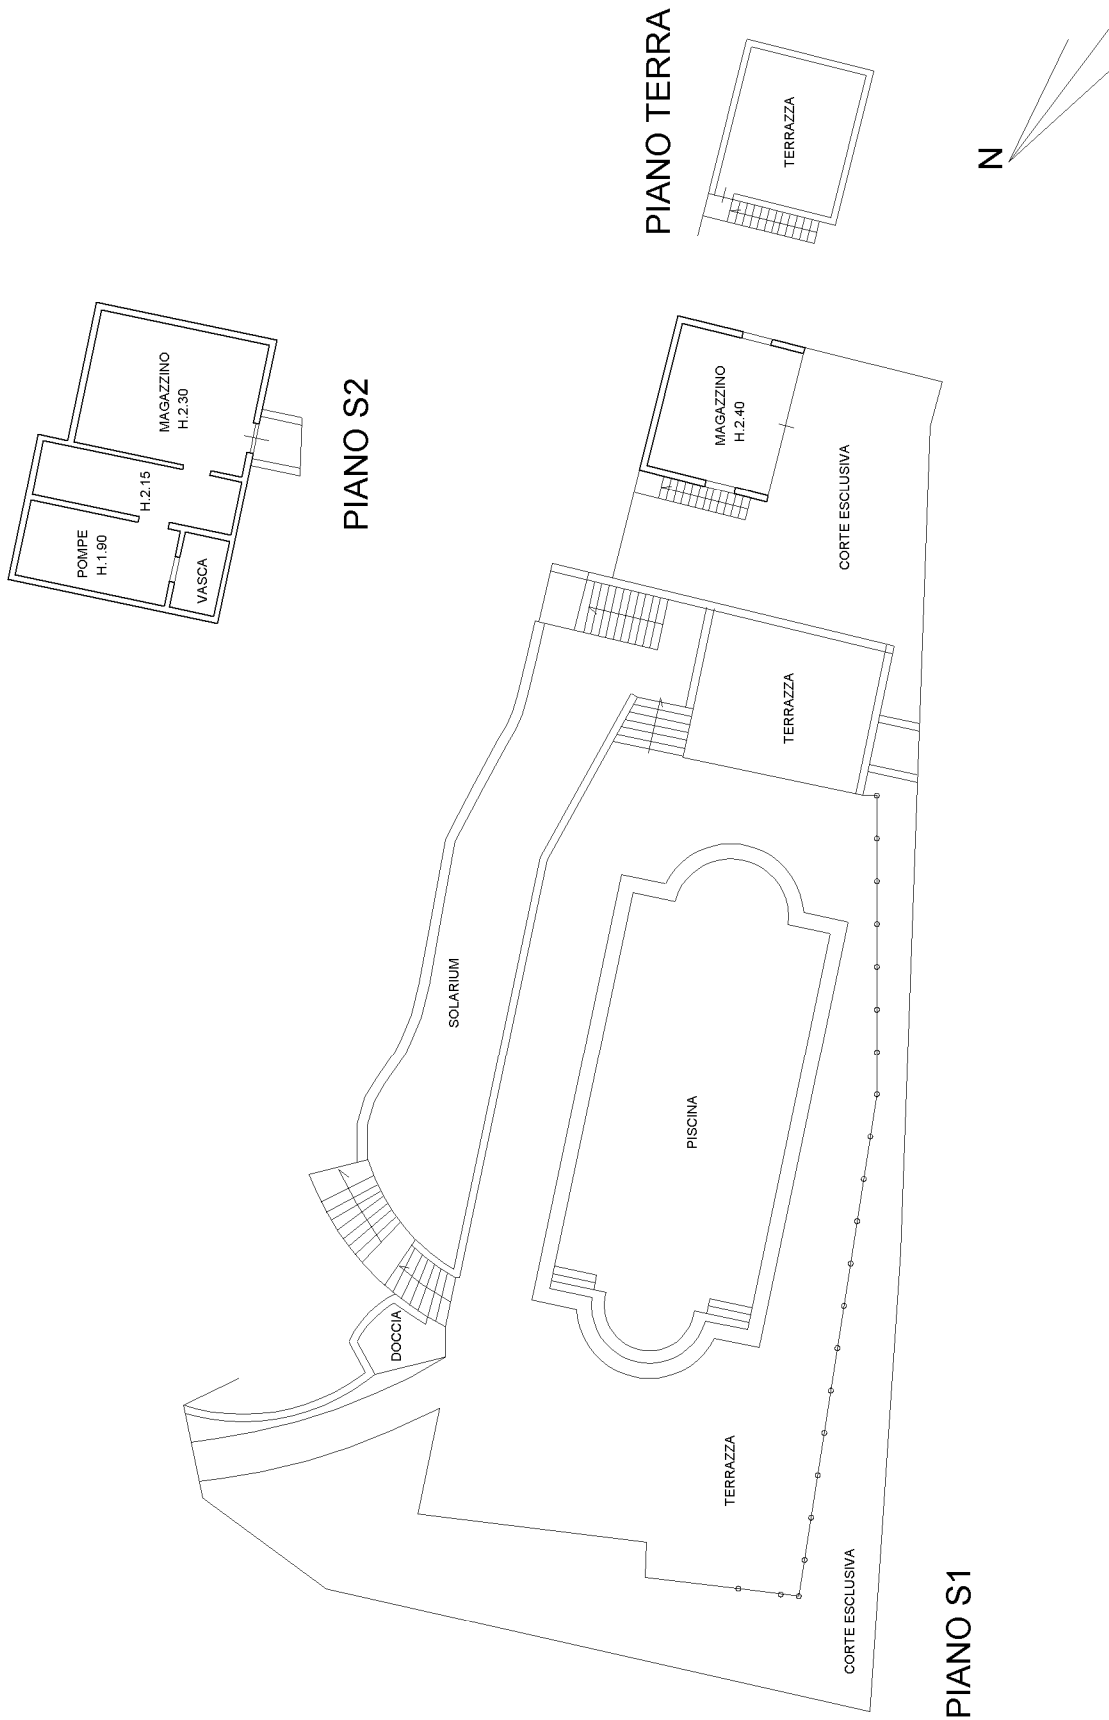 PIANO S2
POMPE
H.1.90
VASCA
H.2.15
MAGAZZINO
H.2.30
PIANO TERRA
TERRAZZA
N
MAGAZZINO
H.2.40
CORTE ESCLUSIVA
TERRAZZA
SOLARIUM
PISCINA
DOCCIA
TERRAZZA
CORTE ESCLUSIVA
PIANO S1